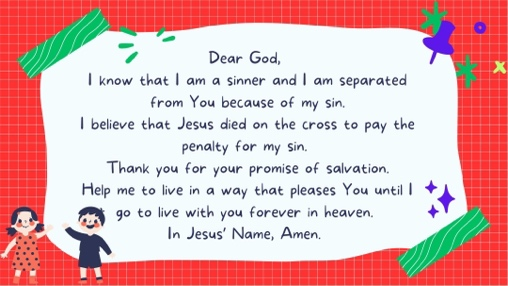 Dear God,
I know that I am a sinner and I am separated
from You because of my sin.
I believe that Jesus died on the cross to pay the
penalty for my sin.
Thank you for your promise of salvation.
Help me to live in a way that pleases You until I
go to live with you forever in heaven.
In Jesus' Name, Amen.